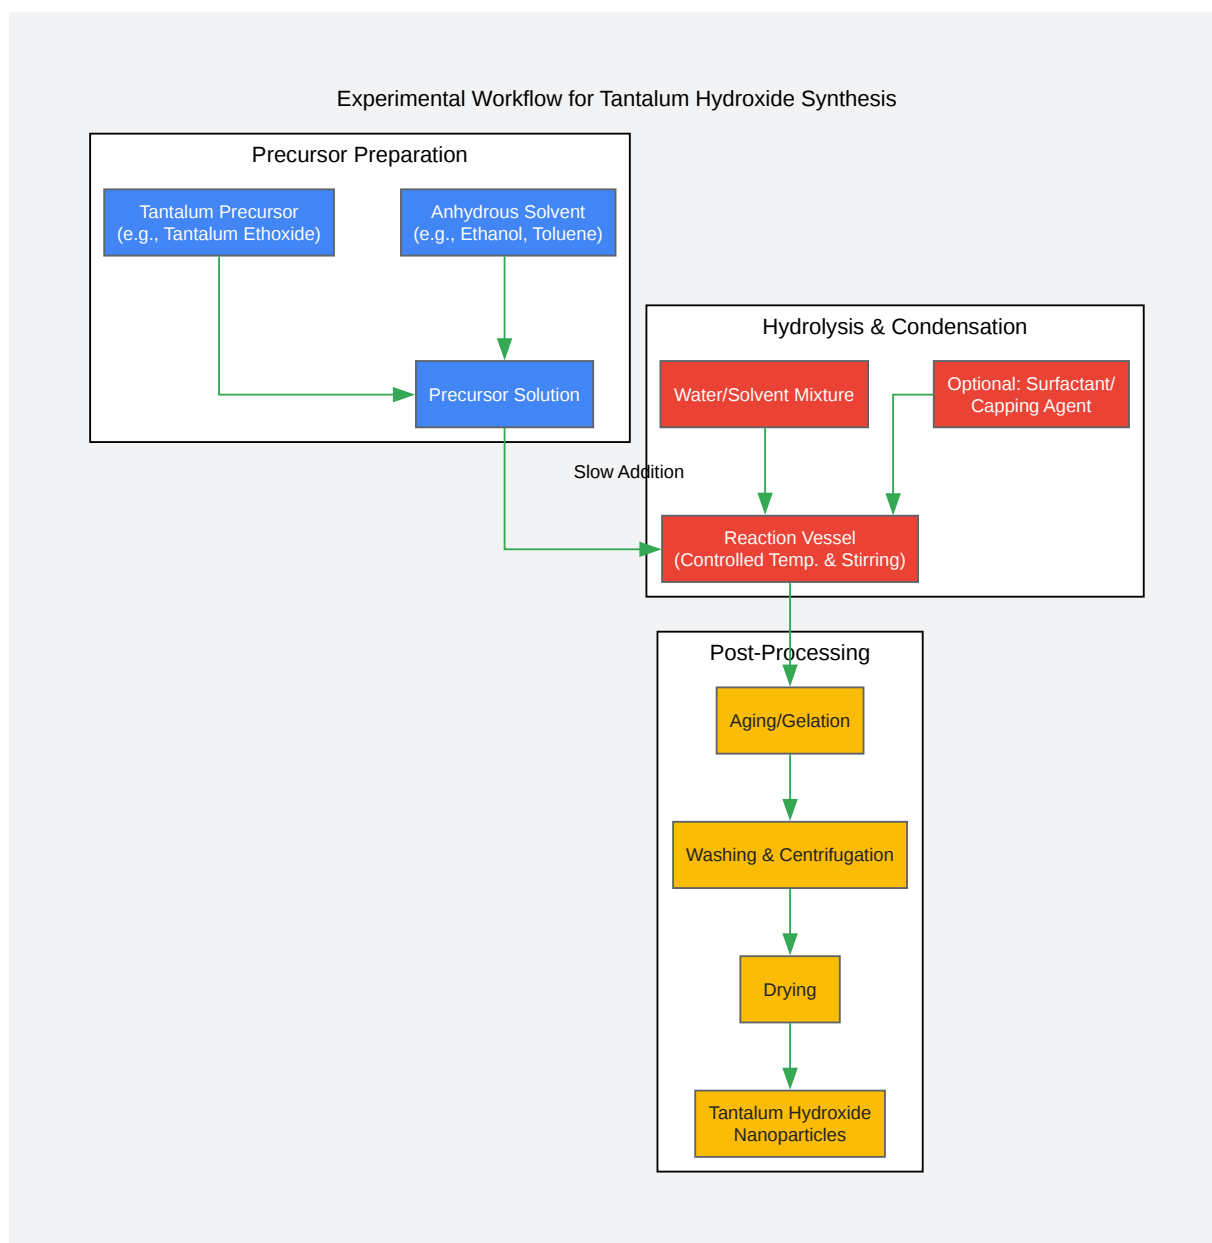 Experimental Workflow for Tantalum Hydroxide Synthesis
Precursor Preparation
Tantalum Precursor
(e.g., Tantalum Ethoxide)
Anhydrous Solvent
(e.g., Ethanol, Toluene)
Precursor Solution
Hydrolysis & Condensation
Water/Solvent Mixture
Optional: Surfactant/
Capping Agent
Slow Addition
Reaction Vessel
(Controlled Temp. & Stirring)
Post-Processing
Aging/Gelation
Washing & Centrifugation
Drying
Tantalum Hydroxide
Nanoparticles